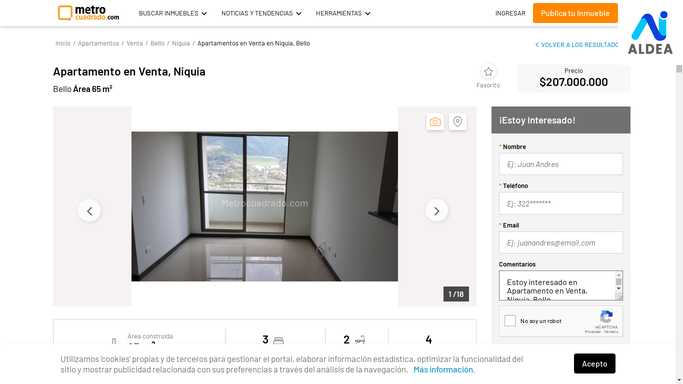 metro
cuadrado.com
BUSCAR INMUEBLES
NOTICIAS Y TENDENCIAS
HERRAMIENTAS
INGRESAR
Publica tu Inmueble
Ai
ALDEA
Inicio / Apartamentos / Venta / Bello / Niquia / Apartamentos en Venta en Niquia, Bello
VOLVER A LOS RESULTADO
Apartamento en Venta, Niquia
Bello Área 65 m²
Favorito
Precio
$207.000.000
Metrocuadrado.com
1 /18
¡Estoy Interesado!
* Nombre
Ej: Juan Andres
* Teléfono
Ej: 322*******
* Email
Ej: juanandres@email.com
Comentarios
Estoy interesado en
Apartamento en Venta,
Niquia, Bello
No soy un robot
reCAPTCHA
Privacidad - Términos
Área construida
3
2
4
Utilizamos 'cookies' propias y de terceros para gestionar el portal, elaborar información estadística, optimizar la funcionalidad del
sitio y mostrar publicidad relacionada con sus preferencias a través del análisis de la navegación. Más información.
Acepto